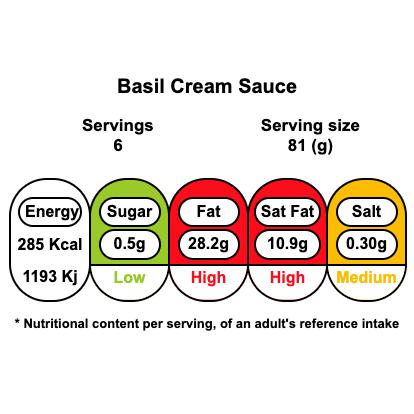 Basil Cream Sauce
Servings
6
Serving size
81 (g)
Energy
285 Kcal
1193 Kj
Sugar
0.5g
Low
Fat
28.2g
High
Sat Fat
10.9g
High
Salt
0.30g
Medium
* Nutritional content per serving, of an adult's reference intake